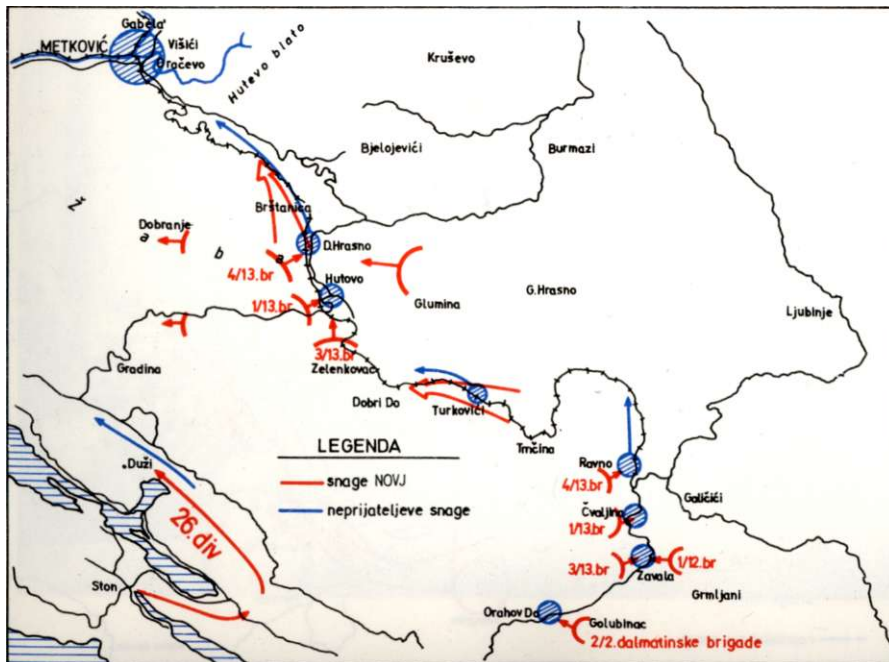 Gabela
METKOVIĆ
Višići
Dračevo
Hutovo blato
Kruševo
Bjelojevići
Burmazi
Ž
a
b
a
Dobranje
Brštanica
D.Hrasno
4/13.br
Hutovo
1/13.br
Glumina
G.Hrasno
Ljubinje
3/13.br
Zelenkovac
Gradina
Dobri Do
Turkovići
Trnčina
LEGENDA
snage NOVJ
neprijateljeve snage
Duži
26.div
Ston
Ravno
4/13.br
Galičići
Čvaljina
1/13.br
3/13.br
1/12.br
Zavala
Grmljani
Orahov Do
Golubinac
2/2.dalmatinske brigade